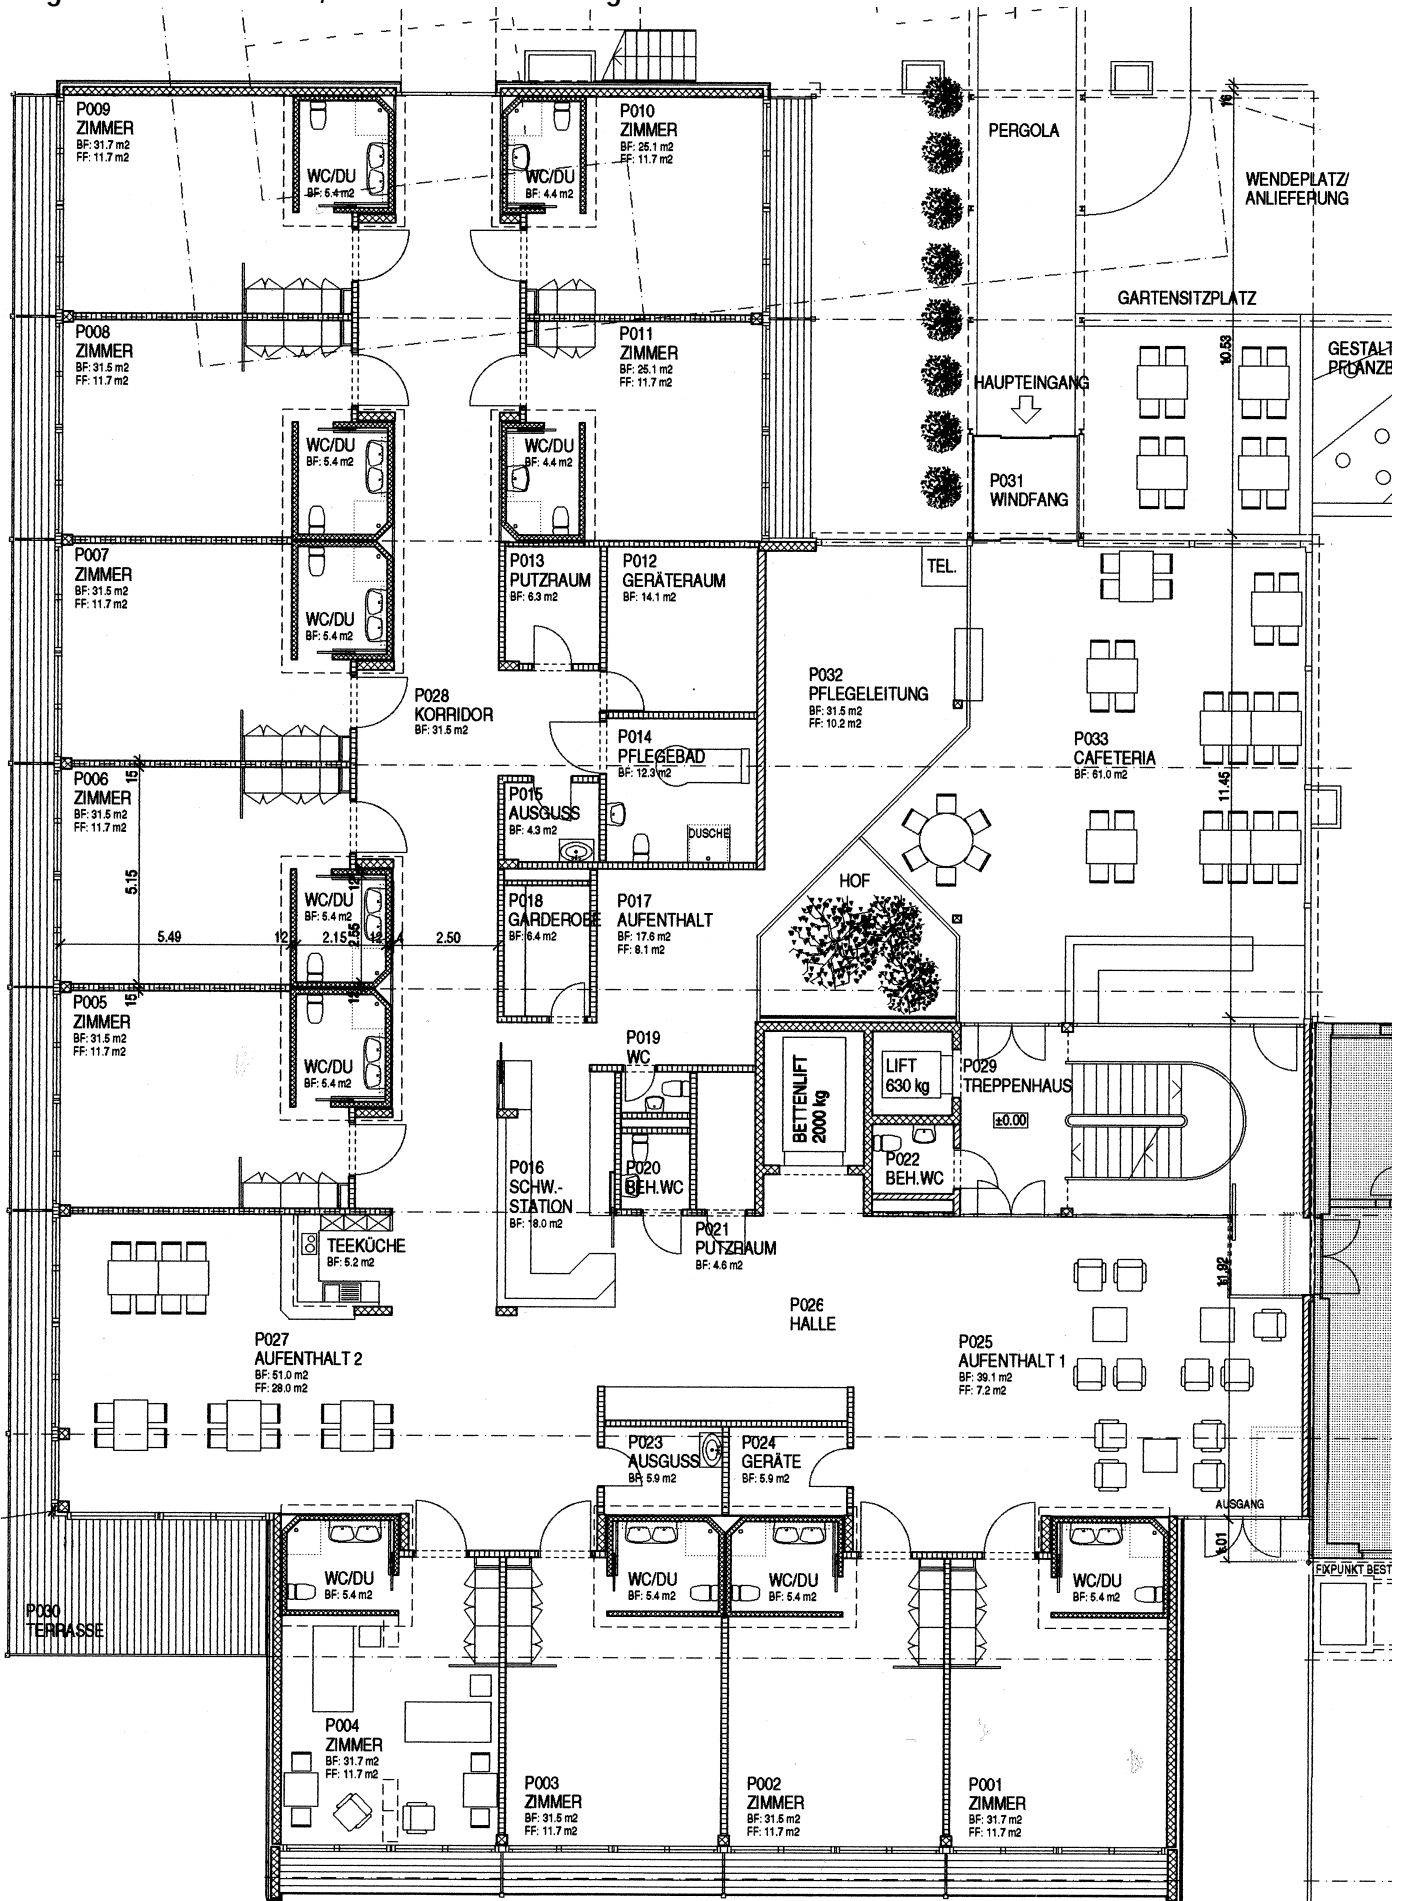 P009
ZIMMER
BF: 31.7 m2
FF: 11.7 m2
WC/DU
BF: 5.4 m2
P010
ZIMMER
BF: 25.1 m2
FF: 11.7 m2
WC/DU
BF: 4.4 m2
PERGOLA
16
WENDEPLATZ/
ANLIEFERUNG
GARTENSITZPLATZ
P008
ZIMMER
BF: 31.5 m2
FF: 11.7 m2
P011
ZIMMER
BF: 25.1 m2
FF: 11.7 m2
10.53
GESTALT
PFLANZB
HAUPTEINGANG
WC/DU
BF: 5.4 m2
WC/DU
BF: 4.4 m2
P031
WINDFANG
P007
ZIMMER
BF: 31.5 m2
FF: 11.7 m2
WC/DU
BF: 5.4 m2
P013
PUTZRAUM
BF: 6.3 m2
P012
GERÄTERAUM
BF: 14.1 m2
TEL.
P028
KORRIDOR
BF: 31.5 m2
P032
PFLEGELEITUNG
BF: 31.5 m2
FF: 10.2 m2
P014
PFLEGEBAD
BF: 12.3 m2
P033
CAFETERIA
BF: 61.0 m2
11.45
P006
ZIMMER
BF: 31.5 m2
FF: 11.7 m2
15
5.15
15
P015
AUSGUSS
BF: 4.3 m2
DUSCHE
HOF
WC/DU
BF: 5.4 m2
12
2.55
P018
GARDEROBE
BF: 6.4 m2
P017
AUFENTHALT
BF: 17.6 m2
FF: 8.1 m2
5.49
12
2.15
12
2.50
P005
ZIMMER
BF: 31.5 m2
FF: 11.7 m2
WC/DU
BF: 5.4 m2
P019
WC
BETTENLIFT
2000 kg
LIFT
630 kg
P029
TREPPENHAUS
±0.00
P016
SCHW.-
STATION
BF: 18.0 m2
P020
BEH.WC
P022
BEH.WC
P021
PUTZRAUM
BF: 4.6 m2
TEEKÜCHE
BF: 5.2 m2
11.92
P026
HALLE
P027
AUFENTHALT 2
BF: 51.0 m2
FF: 28.0 m2
P025
AUFENTHALT 1
BF: 39.1 m2
FF: 7.2 m2
P023
AUSGUSS
BF: 5.9 m2
P024
GERÄTE
BF: 5.9 m2
AUSGANG
FIXPUNKT BEST
WC/DU
BF: 5.4 m2
WC/DU
BF: 5.4 m2
WC/DU
BF: 5.4 m2
WC/DU
BF: 5.4 m2
P030
TERRASSE
P004
ZIMMER
BF: 31.7 m2
FF: 11.7 m2
P003
ZIMMER
BF: 31.5 m2
FF: 11.7 m2
P002
ZIMMER
BF: 31.5 m2
FF: 11.7 m2
P001
ZIMMER
BF: 31.7 m2
FF: 11.7 m2